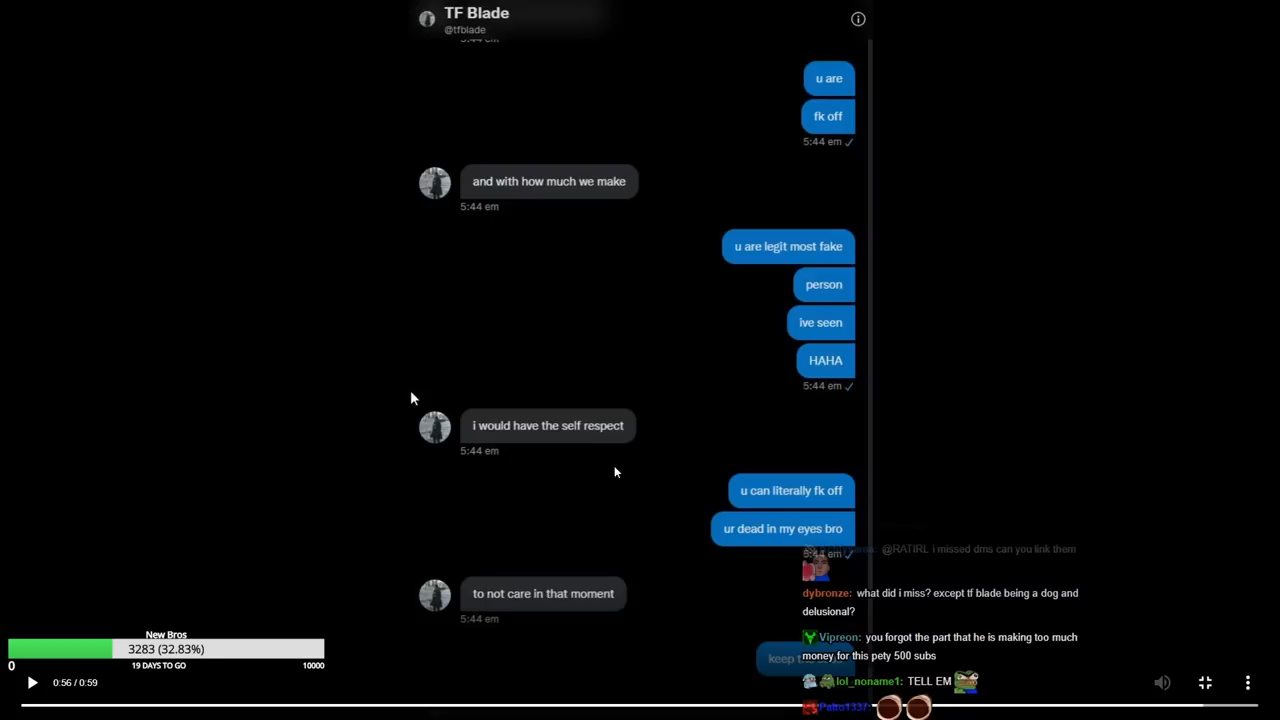 TF Blade
@tfblade
5:44 em
u are
fk off
5:44 em
and with how much we make
5:44 em
u are legit most fake
person
ive seen
HAHA
5:44 em
i would have the self respect
5:44 em
u can literally fk off
ur dead in my eyes bro
5:44 em
@RATIRL i missed dms can you link them
to not care in that moment
5:44 em
dybronze: what did i miss? except tf blade being a dog and
delusional?
New Bros
3283 (32.83%)
0
19 DAYS TO GO
10000
Vipreon: you forgot the part that he is making too much
money for this pety 500 subs
keep
lol_noname1: TELL EM
0:56 / 0:59
Palto1337: